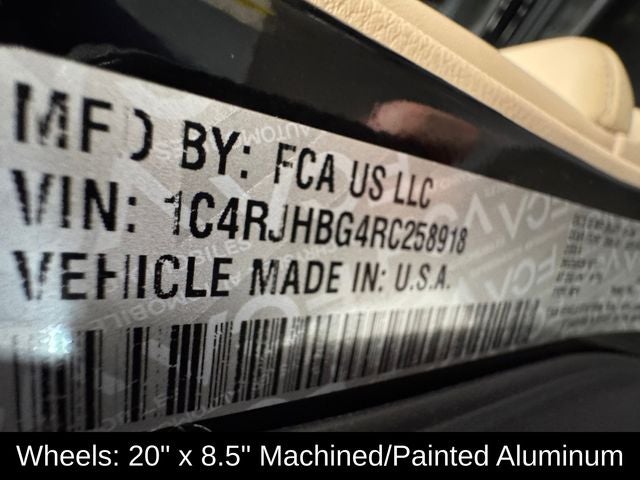 MFD BY: FCA US LLC
VIN: 1C4RJHBG4RC258918
VEHICLE MADE IN: U.S.A.
Wheels: 20" x 8.5" Machined/Painted Aluminum